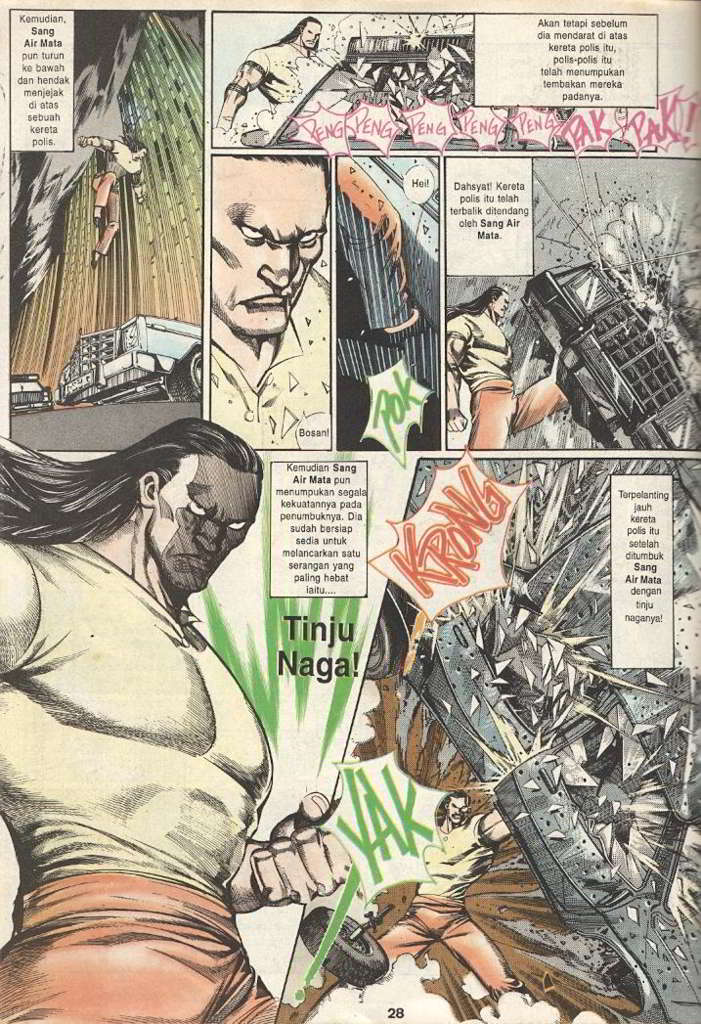 Kemudian,
Sang
Air Mata
pun turun
ke bawah
dan hendak
menjejak
di atas
sebuah
kereta
polis.
Akan tetapi sebelum
dia mendarat di atas
kereta polis itu,
polis-polis itu
telah menumpukan
tembakan mereka
padanya.
PENG PENG PENG PENG PENG PAK PAK!
Bosan!
Hei!
POK
Dahsyat! Kereta
polis itu telah
terbalik ditendang
oleh Sang Air
Mata.
Kemudian Sang
Air Mata pun
menumpukan segala
kekuatannya pada
penumbuknya. Dia
sudah bersiap
sedia untuk
melancarkan satu
serangan yang
paling hebat
iaitu....
Tinju
Naga!
KRONG
Terpelanting
jauh
kereta
polis itu
setelah
ditumbuk
Sang
Air Mata
dengan
tinju
naganya!
YAK
28